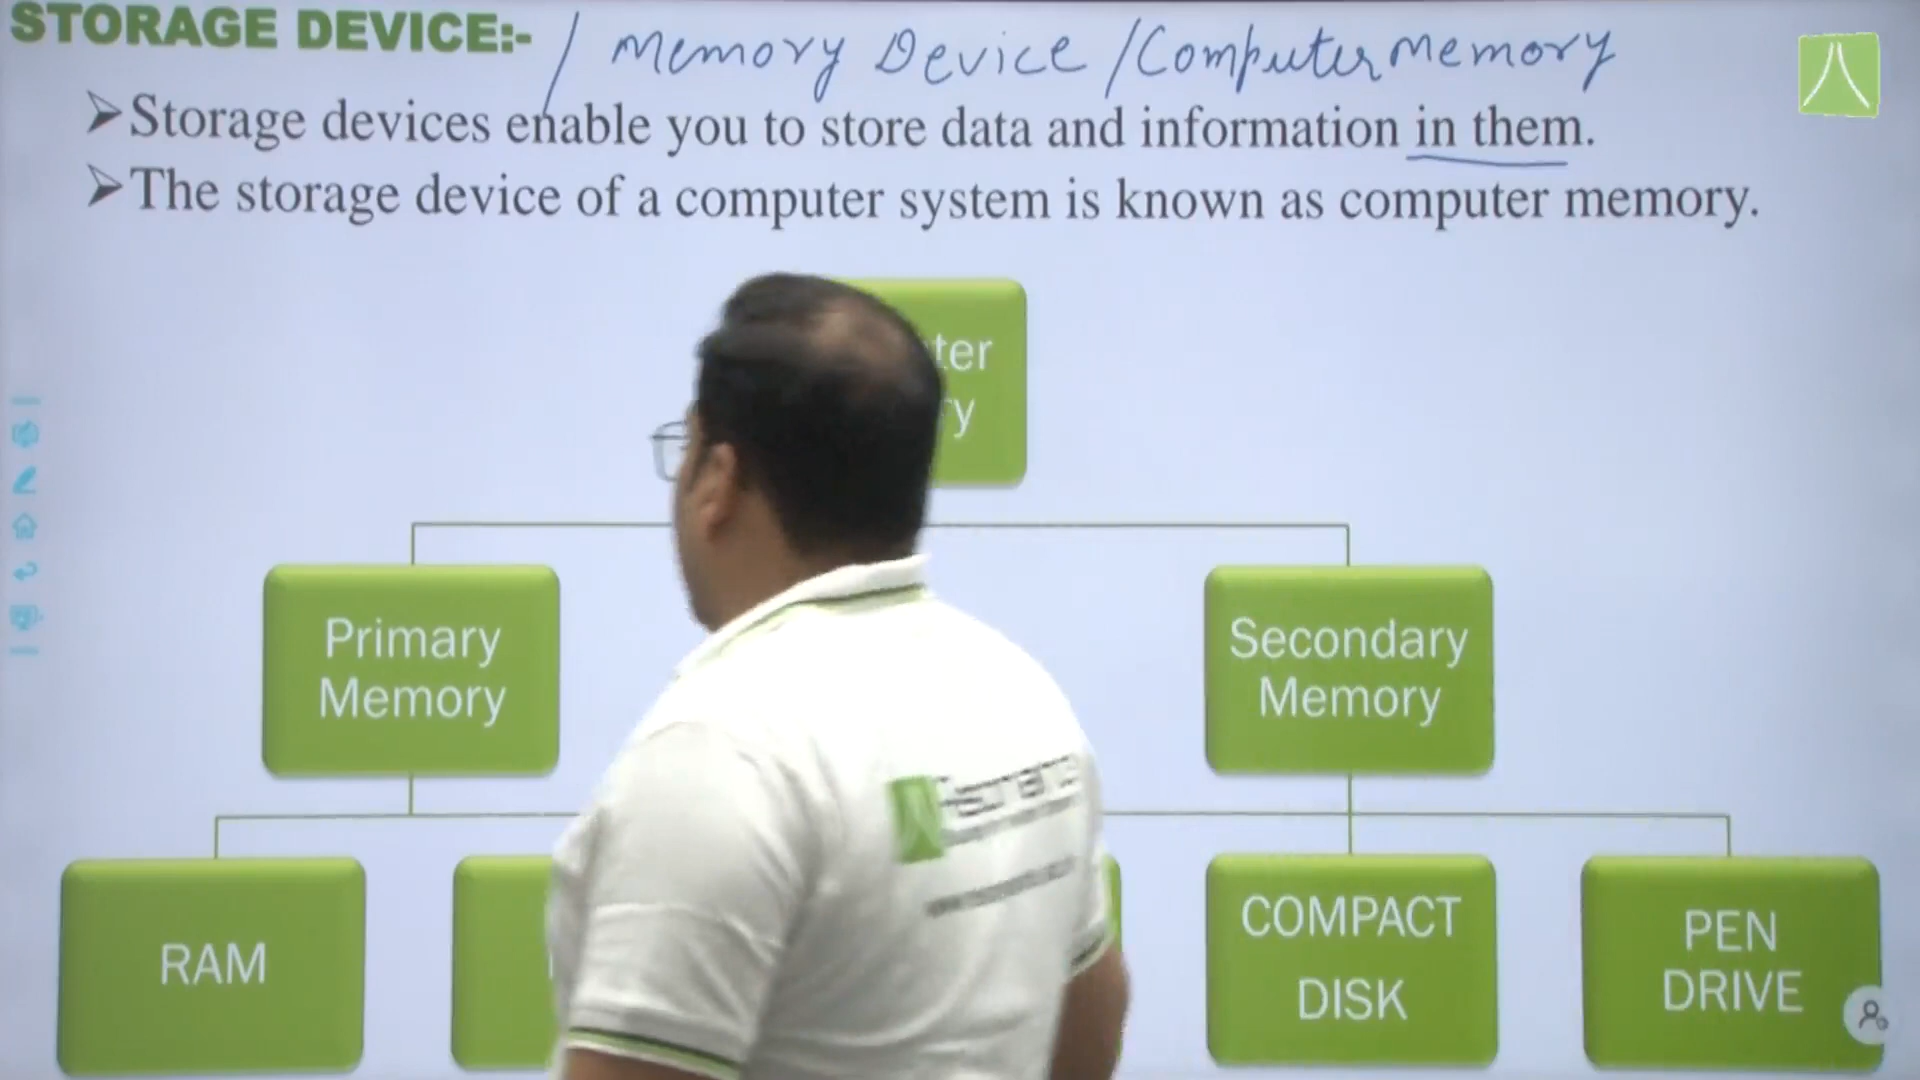 STORAGE DEVICE:- / Memory Device / Computer Memory
➤Storage devices enable you to store data and information in them.
➤The storage device of a computer system is known as computer memory.
Primary
Memory
Secondary
Memory
RAM
COMPACT
DISK
PEN
DRIVE